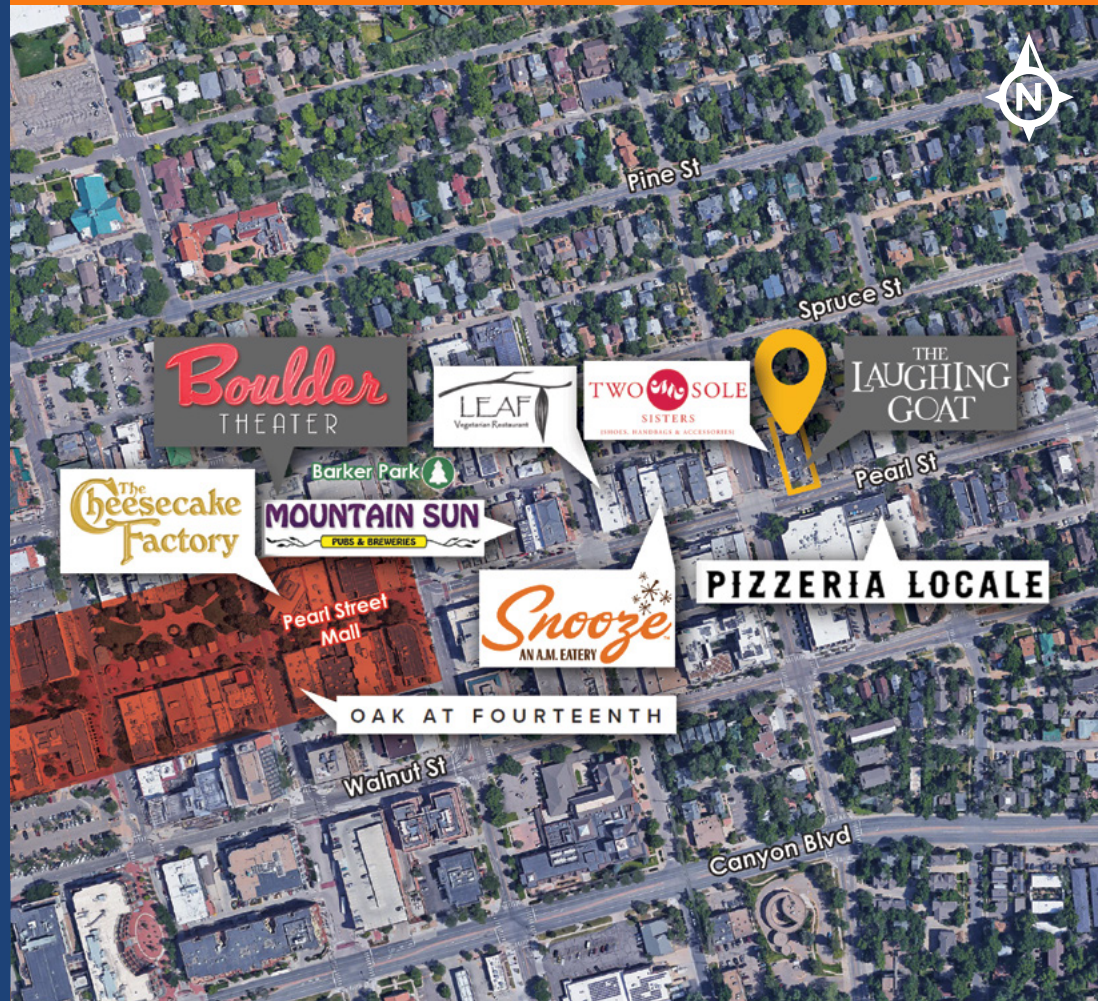 N
Pine St
Spruce St
Boulder
THEATER
LEAF
Vegetarian Restaurant
TWO SOLE
SISTERS
(SHOES, HANDBAGS & ACCESSORIES)
THE
LAUGHING
GOAT
Barker Park
Pearl St
The
Cheesecake
Factory
MOUNTAIN SUN
PUBS & BREWERIES
PIZZERIA LOCALE
Snooze
AN A.M. EATERY
Pearl Street
Mall
OAK AT FOURTEENTH
Walnut St
Canyon Blvd